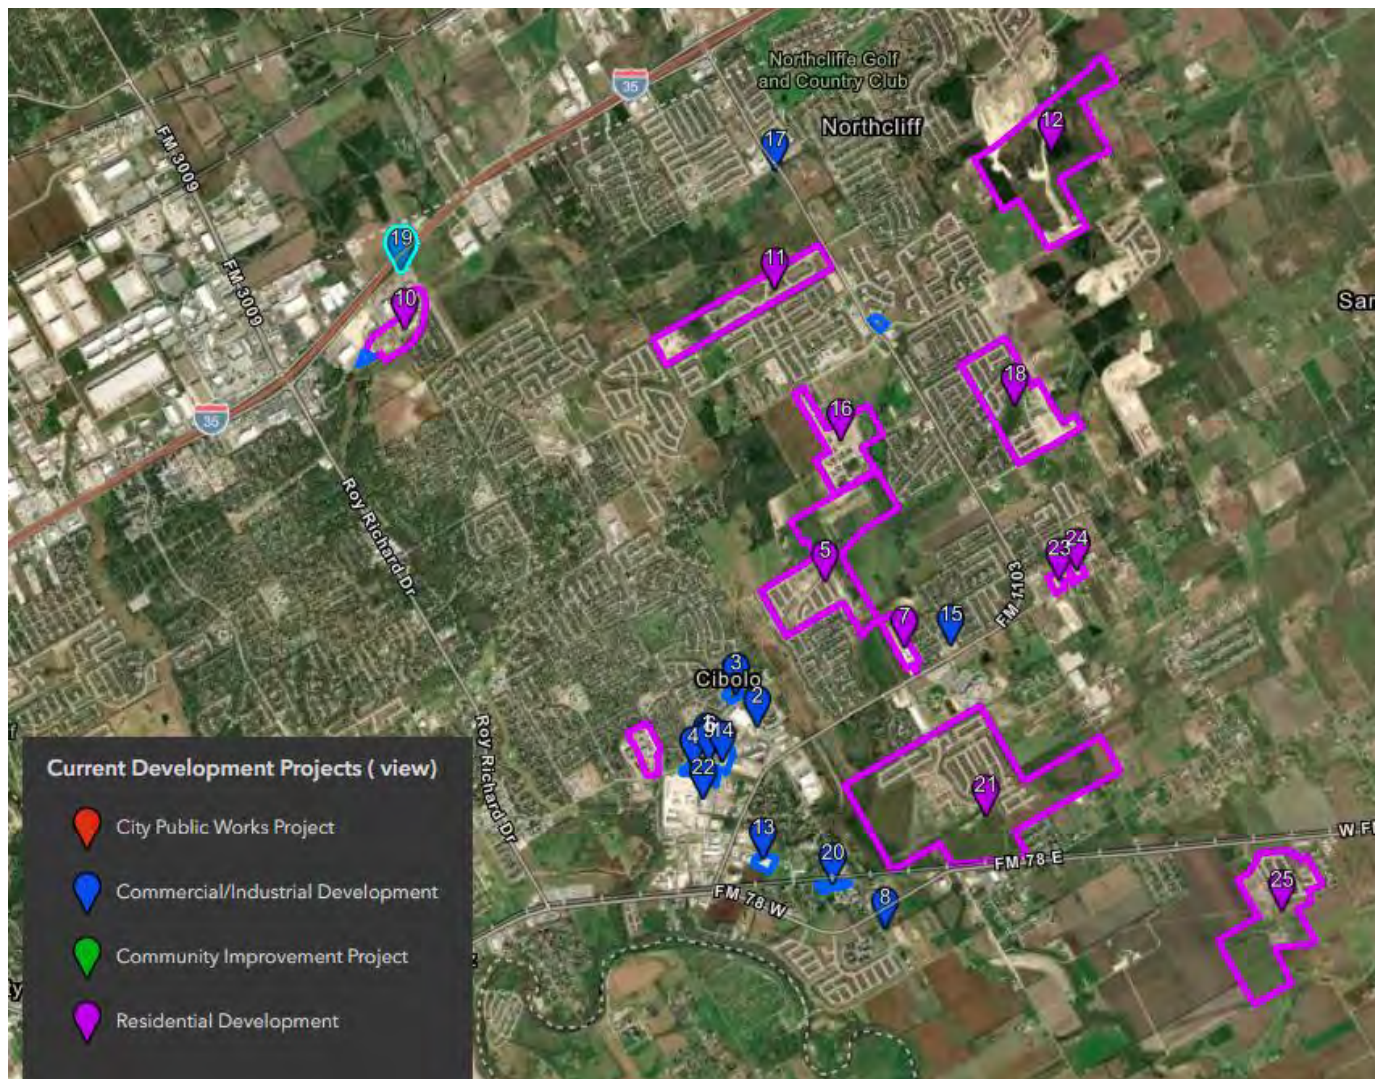 Northcliffe Golf
and Country Club
35
12
Northcliff
17
FM 3009
19
11
FM 3009
10
San
18
16
35
Roy Richard Dr
24
23
5
FM 1103
7
15
3
Cibolo
2
4
14
22
Roy Richard Dr
21
13
20
FM 78 E
W FM
25
FM 78 W
8
Current Development Projects ( view)
City Public Works Project
Commercial/Industrial Development
Community Improvement Project
Residential Development